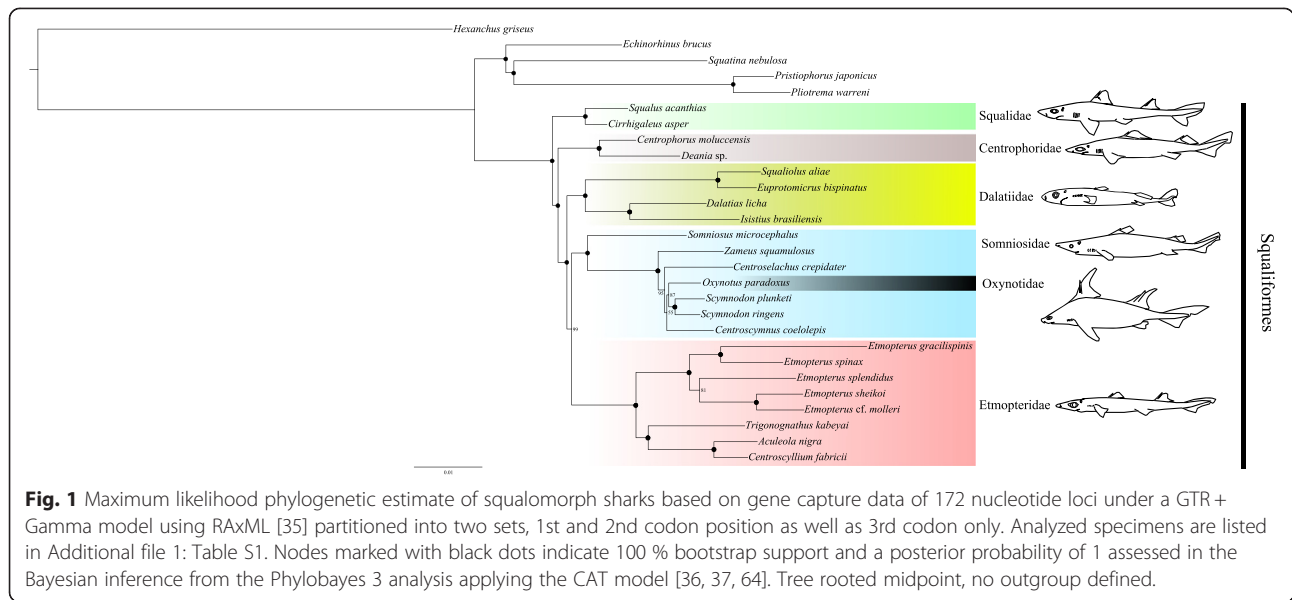 Hexanchus griseus
Echinorhinus brucus
Squatina nebulosa
Pristiophorus japonicus
Pliotrema warreni
Squalus acanthias
Cirrhigaleus asper
Squalidae
Centrophorus moluccensis
Deania sp.
Centrophoridae
Squaliolus aliae
Euprotomicrus bispinatus
Dalatias licha
Isistius brasiliensis
Dalatiidae
Somniosus microcephalus
Zameus squamulosus
Centroselachus crepidater
Somniosidae
Oxynotus paradoxus
Oxynotidae
Scymnodon plunketi
Scymnodon ringens
Centroscymnus coelolepis
99
Etmopterus gracilispinis
Etmopterus spinax
Etmopterus splendidus
81
Etmopterus sheikoi
Etmopterus cf. molleri
Etmopteridae
Trigonognathus kabeyai
Aculeola nigra
Centroscyllium fabricii
Squaliformes
0.01
Fig. 1 Maximum likelihood phylogenetic estimate of squalomorph sharks based on gene capture data of 172 nucleotide loci under a GTR +
Gamma model using RAxML [35] partitioned into two sets, 1st and 2nd codon position as well as 3rd codon only. Analyzed specimens are listed
in Additional file 1: Table S1. Nodes marked with black dots indicate 100 % bootstrap support and a posterior probability of 1 assessed in the
Bayesian inference from the Phylobayes 3 analysis applying the CAT model [36, 37, 64]. Tree rooted midpoint, no outgroup defined.